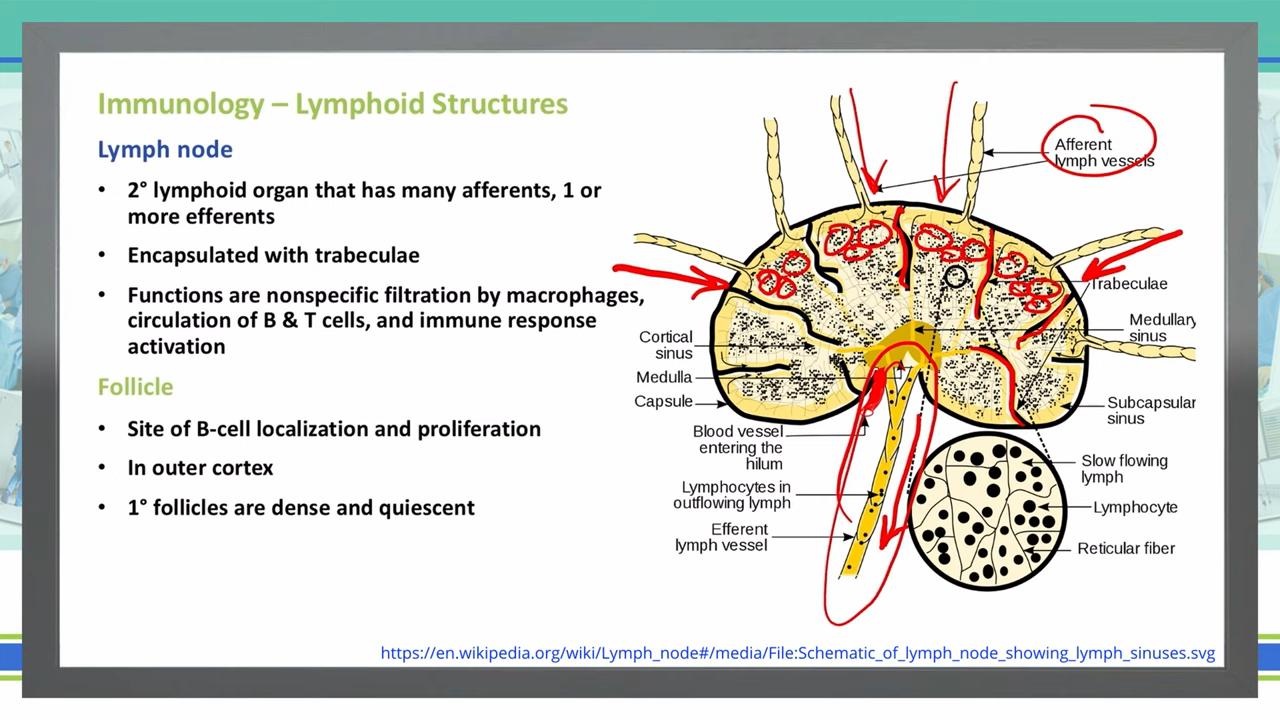 Immunology – Lymphoid Structures
Lymph node
• 2° lymphoid organ that has many afferents, 1 or
more efferents
• Encapsulated with trabeculae
• Functions are nonspecific filtration by macrophages,
circulation of B & T cells, and immune response
activation
Follicle
• Site of B-cell localization and proliferation
• In outer cortex
• 1° follicles are dense and quiescent
Afferent
lymph vessels
Trabeculae
Medullary
sinus
Cortical
sinus
Medulla
Capsule
Subcapsular
sinus
Blood vessel
entering the
hilum
Slow flowing
lymph
Lymphocytes in
outflowing lymph
Lymphocyte
Efferent
lymph vessel
Reticular fiber
https://en.wikipedia.org/wiki/Lymph_node#/media/File:Schematic_of_lymph_node_showing_lymph_sinuses.svg